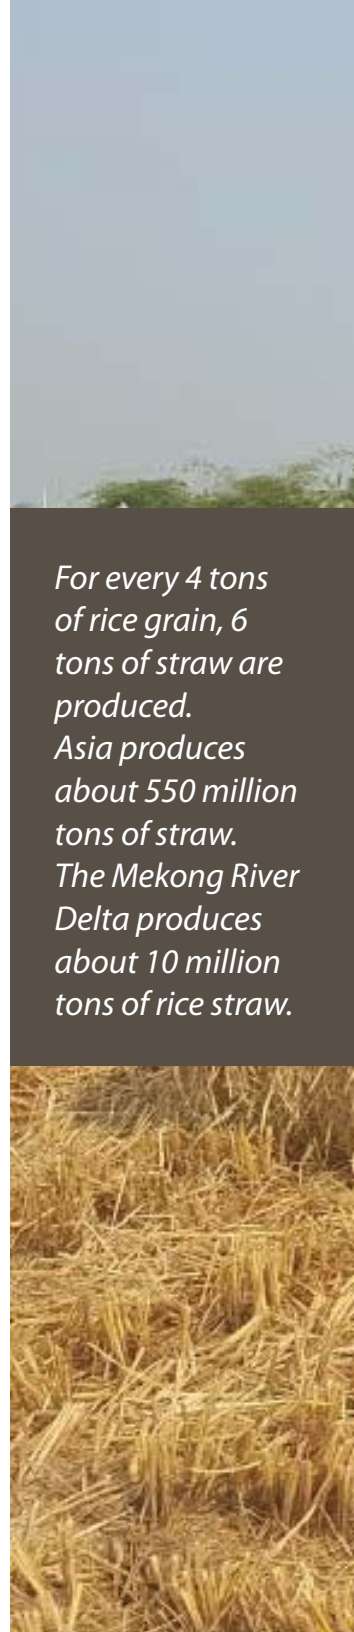 For every 4 tons
of rice grain, 6
tons of straw are
produced.
Asia produces
about 550 million
tons of straw.
The Mekong River
Delta produces
about 10 million
tons of rice straw.